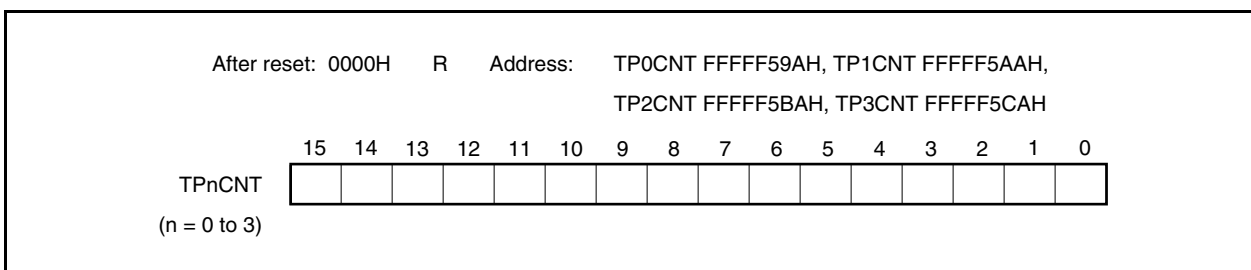 After reset: 0000H R Address: TP0CNT FFFFF59AH, TP1CNT FFFFF5AAH,
TP2CNT FFFFF5BAH, TP3CNT FFFFF5CAH
15 14 13 12 11 10 9 8 7 6 5 4 3 2 1 0
TPnCNT
(n = 0 to 3)